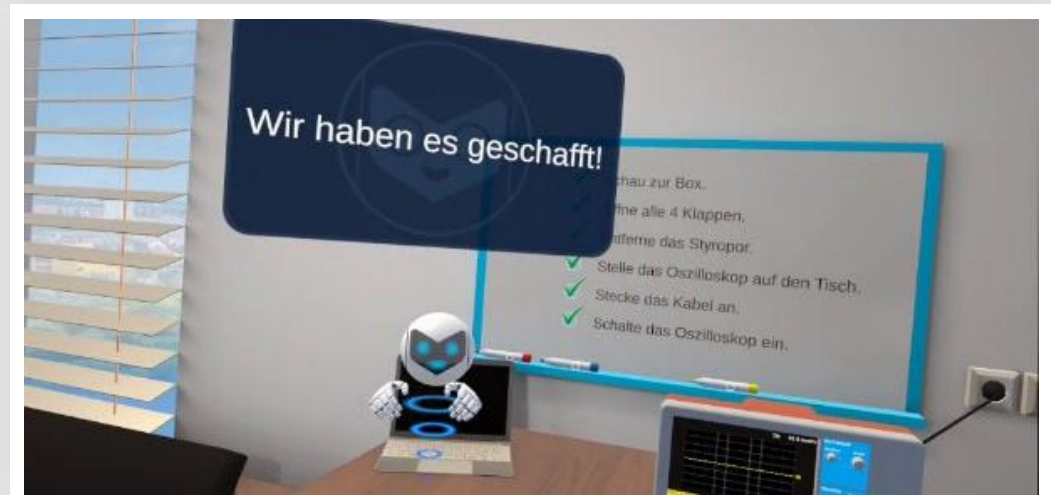 Wir haben es geschafft!
chau zur Box.
ffne alle 4 Klappen.
ntferne das Styropor.
Stelle das Oszilloskop auf den Tisch.
Stecke das Kabel an.
Schalte das Oszilloskop ein.